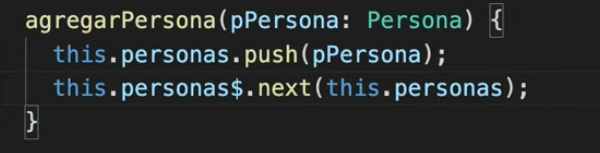 agregarPersona(pPersona: Persona) {
this.personas.push(pPersona);
this.personas$.next(this.personas);
}